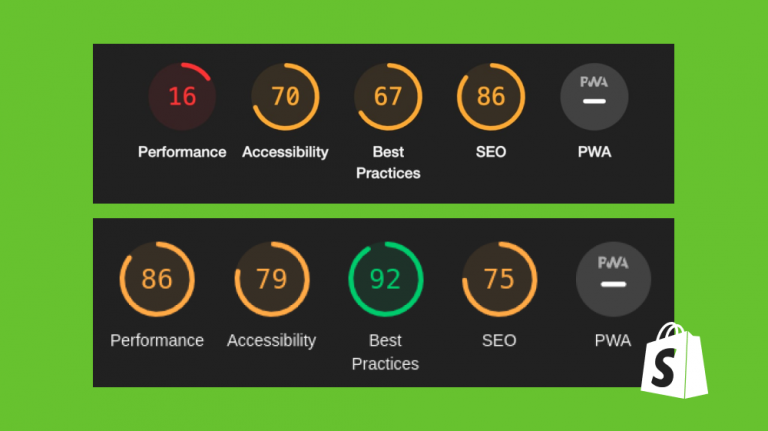 16 70 67 86 PWA
Performance Accessibility Best SEO PWA
Practices
86 79 92 75 PWA
Performance Accessibility Best SEO PWA
Practices
S